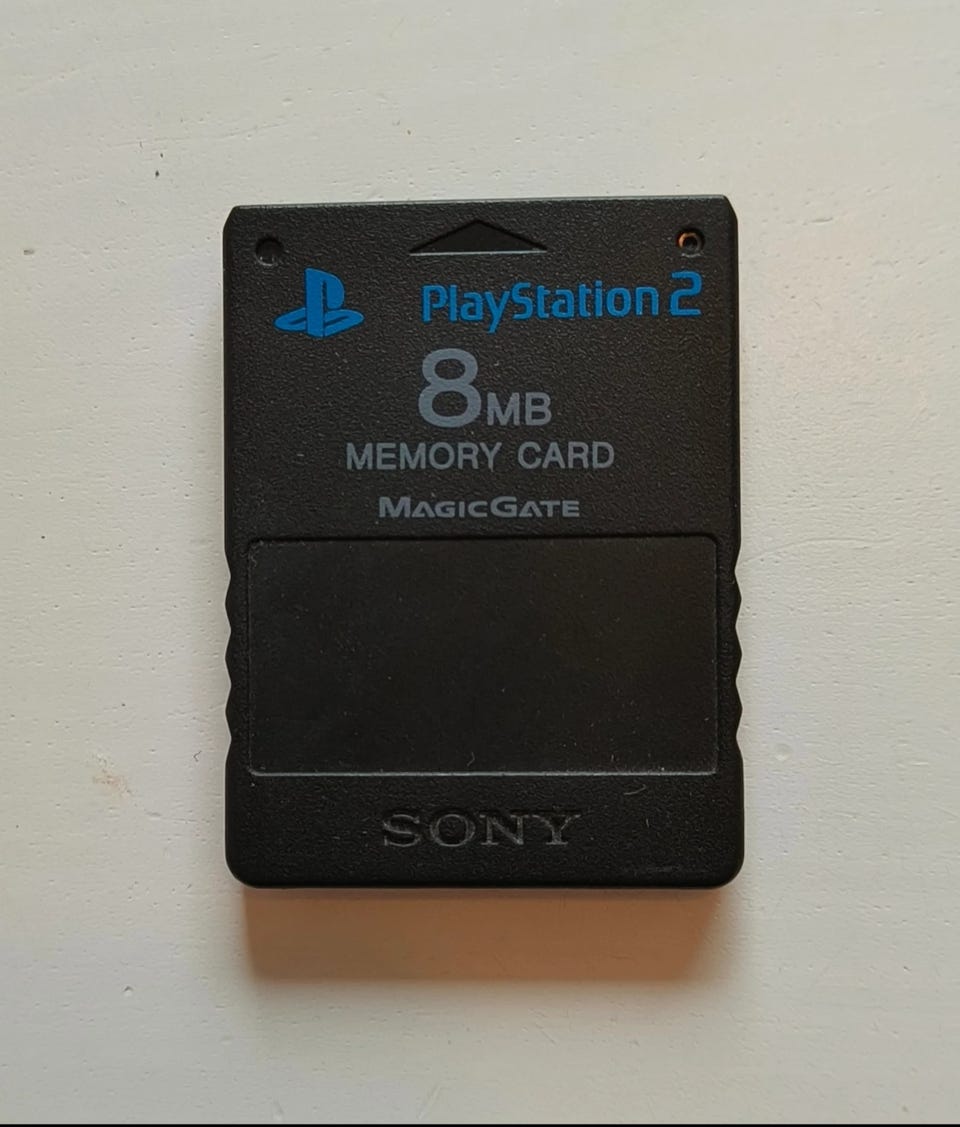 PlayStation 2
8MB
MEMORY CARD
MAGICGATE
SONY